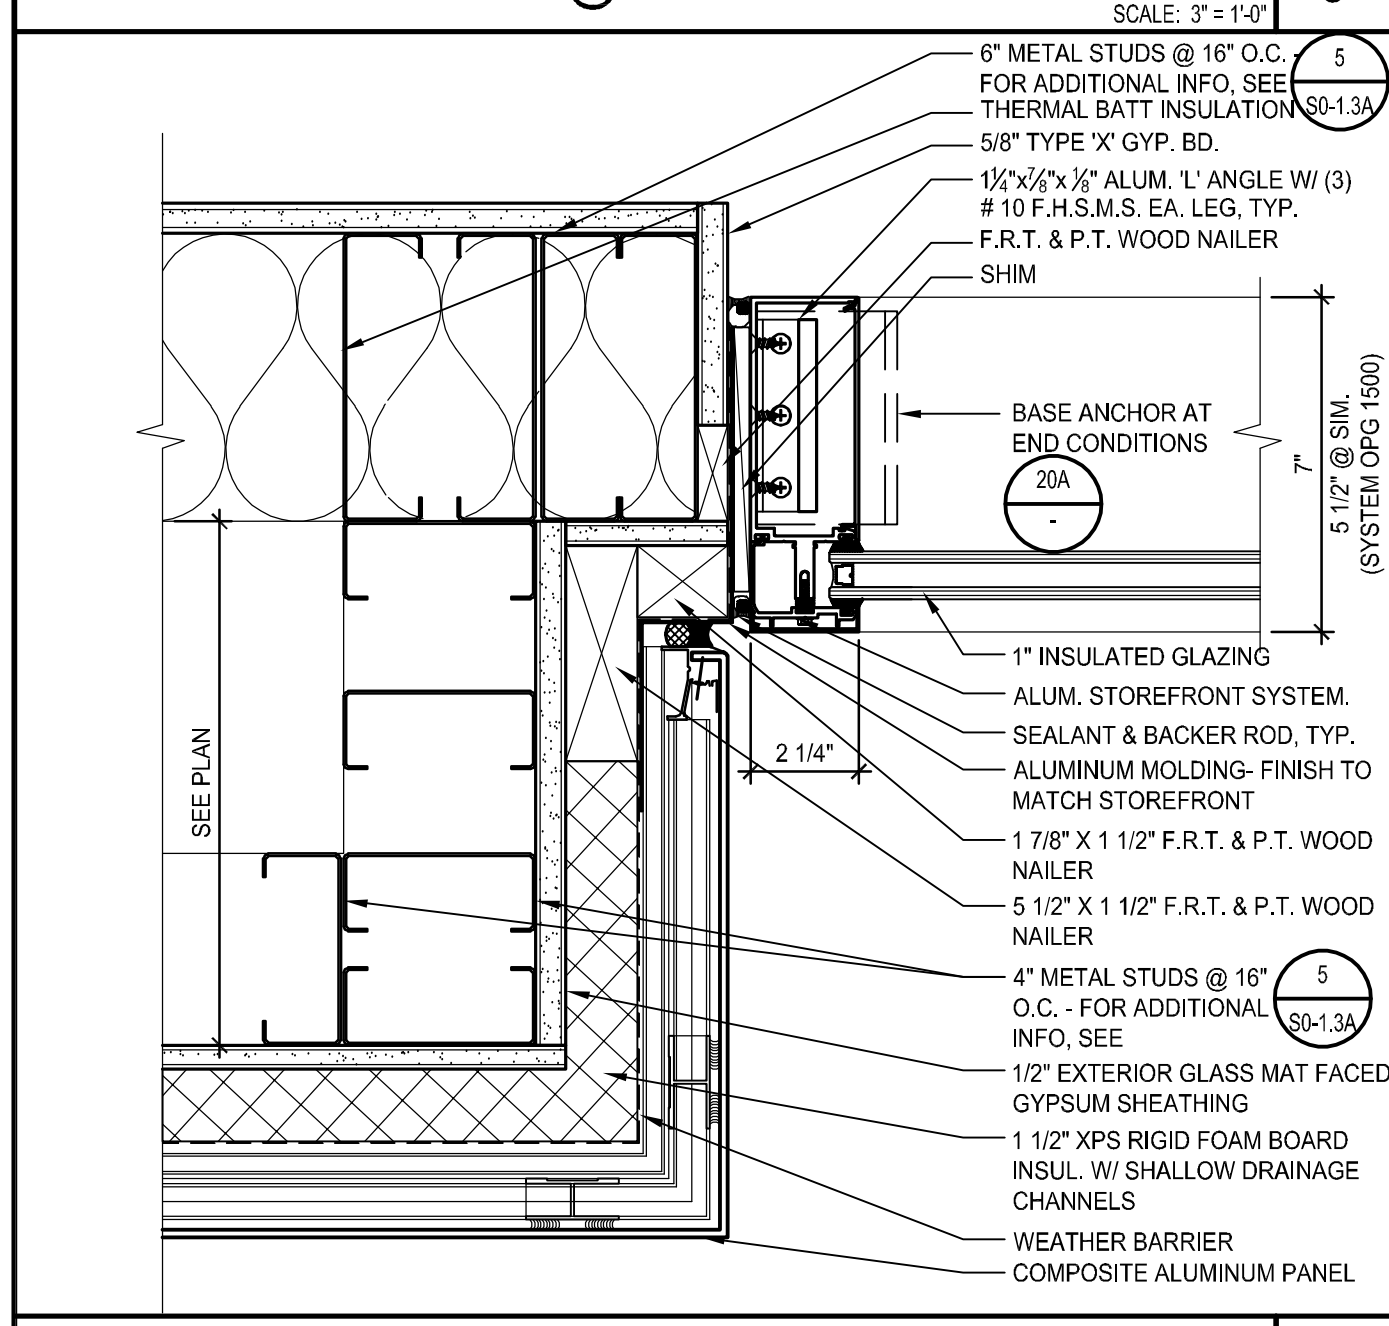 SCALE: 3" = 1'-0"
6" METAL STUDS @ 16" O.C. -
FOR ADDITIONAL INFO, SEE
5
S0-1.3A
THERMAL BATT INSULATION
5/8" TYPE 'X' GYP. BD.
1¼"x⅞"x ⅛" ALUM. 'L' ANGLE W/ (3)
# 10 F.H.S.M.S. EA. LEG, TYP.
F.R.T. & P.T. WOOD NAILER
SHIM
BASE ANCHOR AT
END CONDITIONS
20A
-
7"
5 1/2" @ SIM.
(SYSTEM OPG 1500)
1" INSULATED GLAZING
ALUM. STOREFRONT SYSTEM.
SEALANT & BACKER ROD, TYP.
2 1/4"
ALUMINUM MOLDING- FINISH TO
MATCH STOREFRONT
SEE PLAN
1 7/8" X 1 1/2" F.R.T. & P.T. WOOD
NAILER
5 1/2" X 1 1/2" F.R.T. & P.T. WOOD
NAILER
4" METAL STUDS @ 16"
O.C. - FOR ADDITIONAL
INFO, SEE
5
S0-1.3A
1/2" EXTERIOR GLASS MAT FACED
GYPSUM SHEATHING
1 1/2" XPS RIGID FOAM BOARD
INSUL. W/ SHALLOW DRAINAGE
CHANNELS
WEATHER BARRIER
COMPOSITE ALUMINUM PANEL